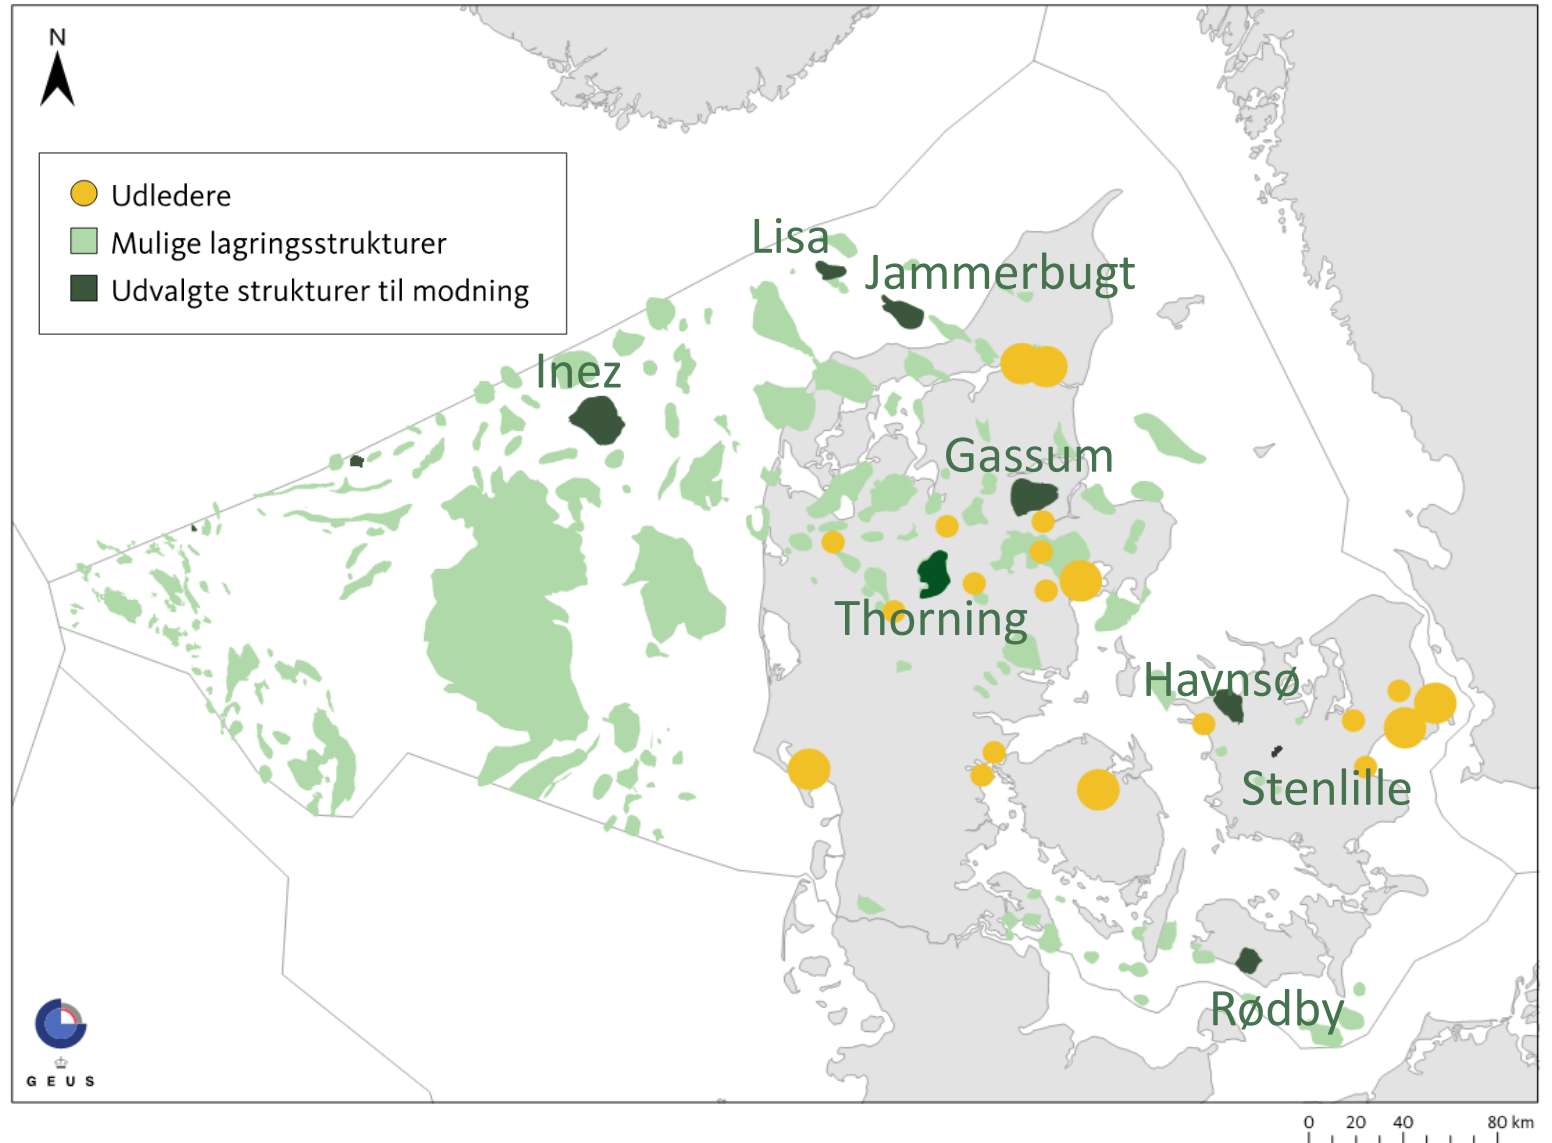 N
Udledere
Mulige lagringsstrukturer
Udvalgte strukturer til modning
Lisa
Jammerbugt
Inez
Gassum
Thorning
Havnsø
Stenlille
Rødby
GEUS
0 20 40 80 km